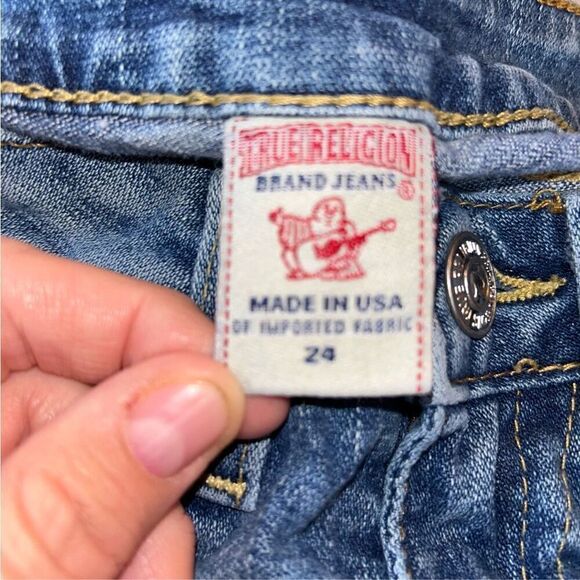 TRUE RELIGION
BRAND JEANS ®
MADE IN USA
OF IMPORTED FABRIC
24